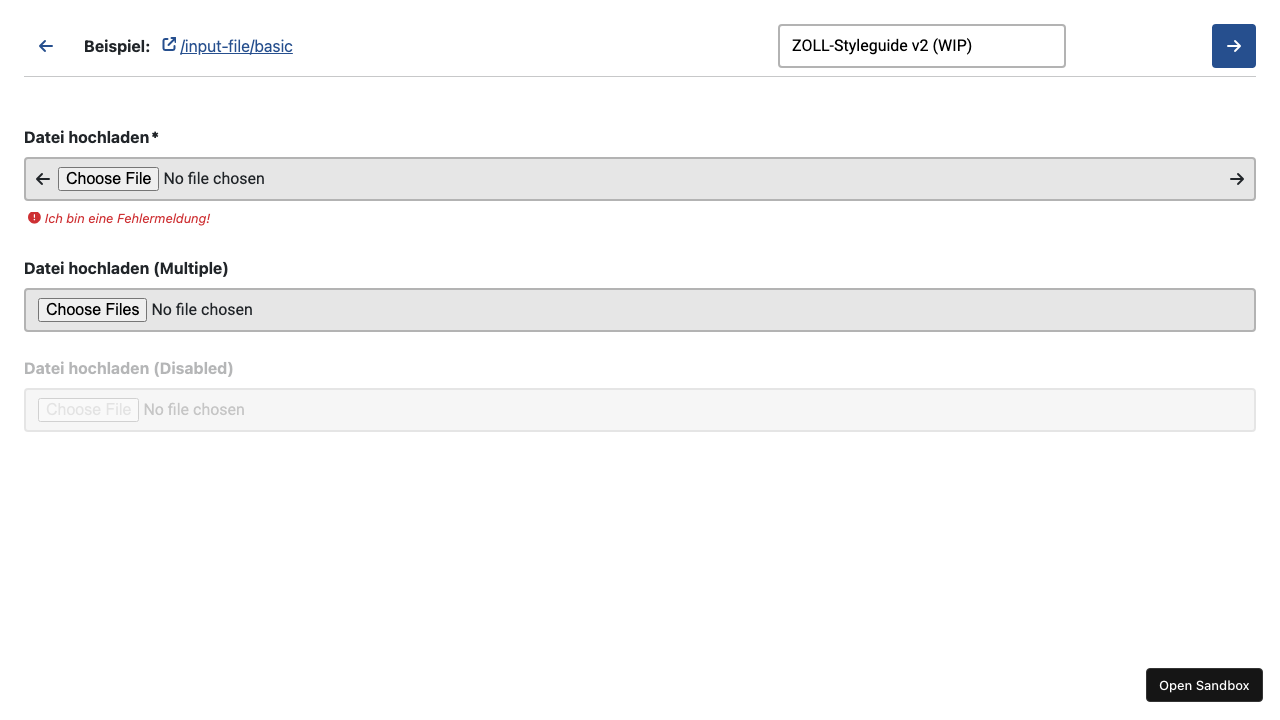 Beispiel: /input-file/basic ZOLL-Styleguide v2 (WIP)
Datei hochladen*
Choose File No file chosen
Ich bin eine Fehlermeldung!
Datei hochladen (Multiple)
Choose Files No file chosen
Datei hochladen (Disabled)
Choose File No file chosen
Open Sandbox